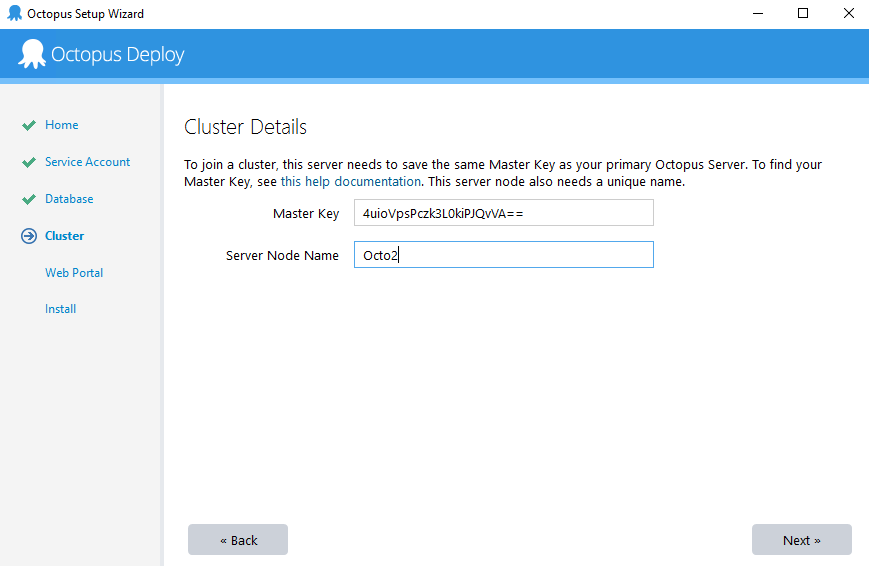 Octopus Setup Wizard
Octopus Deploy
Home
Service Account
Database
Cluster
Web Portal
Install
Cluster Details
To join a cluster, this server needs to save the same Master Key as your primary Octopus Server. To find your
Master Key, see this help documentation. This server node also needs a unique name.
Master Key 4uioVpsPczk3L0kiPJQvVA==
Server Node Name Octo2
« Back
Next »